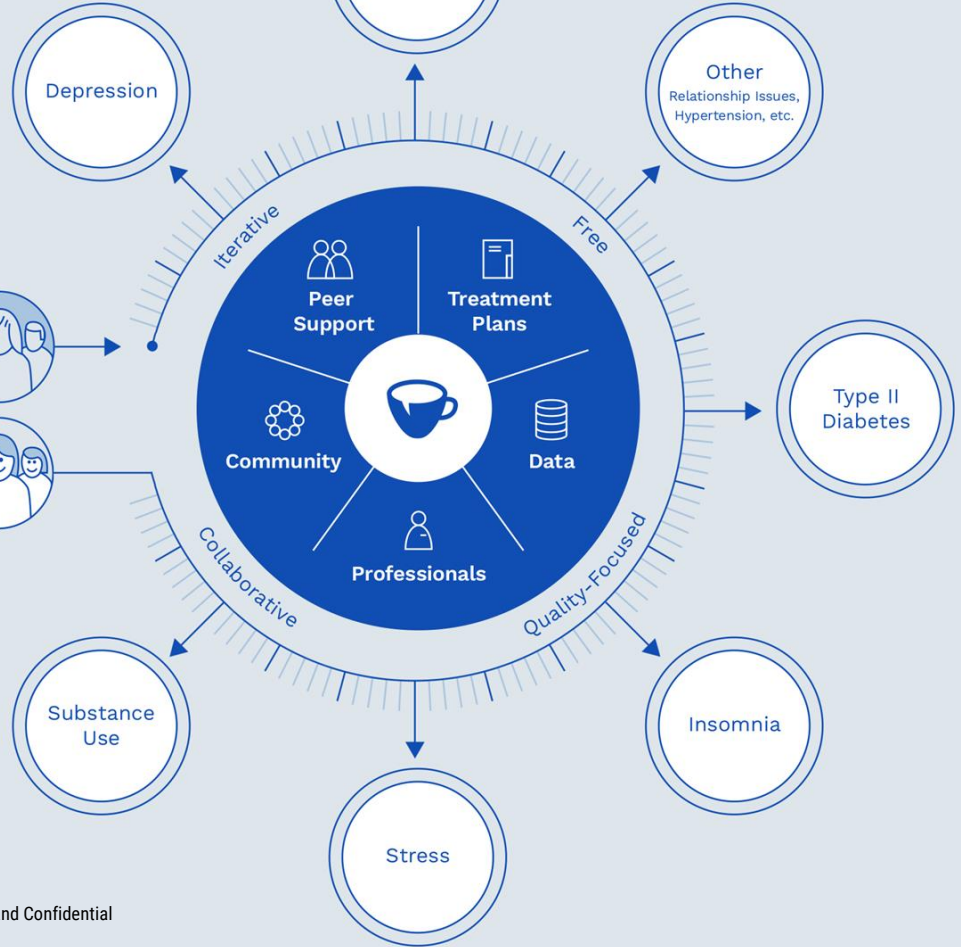 Depression
Other
Relationship Issues,
Hypertension, etc.
Iterative
Free
Peer
Support
Treatment
Plans
Type II
Diabetes
Community
Data
Professionals
Collaborative
Quality-Focused
Substance
Use
Insomnia
Stress
Confidential